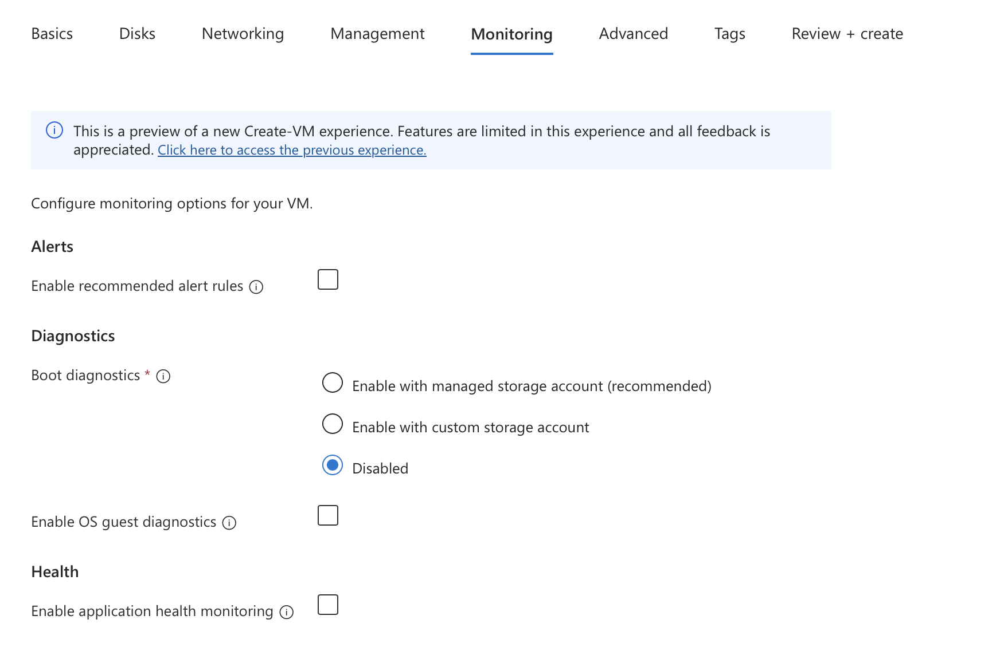 Basics Disks Networking Management Monitoring Advanced Tags Review + create
This is a preview of a new Create-VM experience. Features are limited in this experience and all feedback is
appreciated. Click here to access the previous experience.
Configure monitoring options for your VM.
Alerts
Enable recommended alert rules
Diagnostics
Boot diagnostics *
Enable with managed storage account (recommended)
Enable with custom storage account
Disabled
Enable OS guest diagnostics
Health
Enable application health monitoring